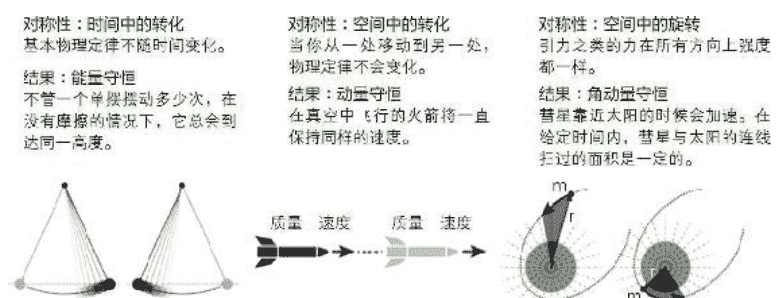 对称性：时间中的转化
基本物理定律不随时间变化。
结果：能量守恒
不管一个单摆摆动多少次，在
没有摩擦的情况下，它总会到
达同一高度。
对称性：空间中的转化
当你从一处移动到另一处，
物理定律不会变化。
结果：动量守恒
在真空中飞行的火箭将一直
保持同样的速度。
对称性：空间中的旋转
引力之类的力在所有方向上强度
都一样。
结果：角动量守恒
彗星靠近太阳的时候会加速。在
给定时间内，彗星与太阳的连线
扫过的面积是一定的。
质量 速度 质量 速度
m
r
r
m